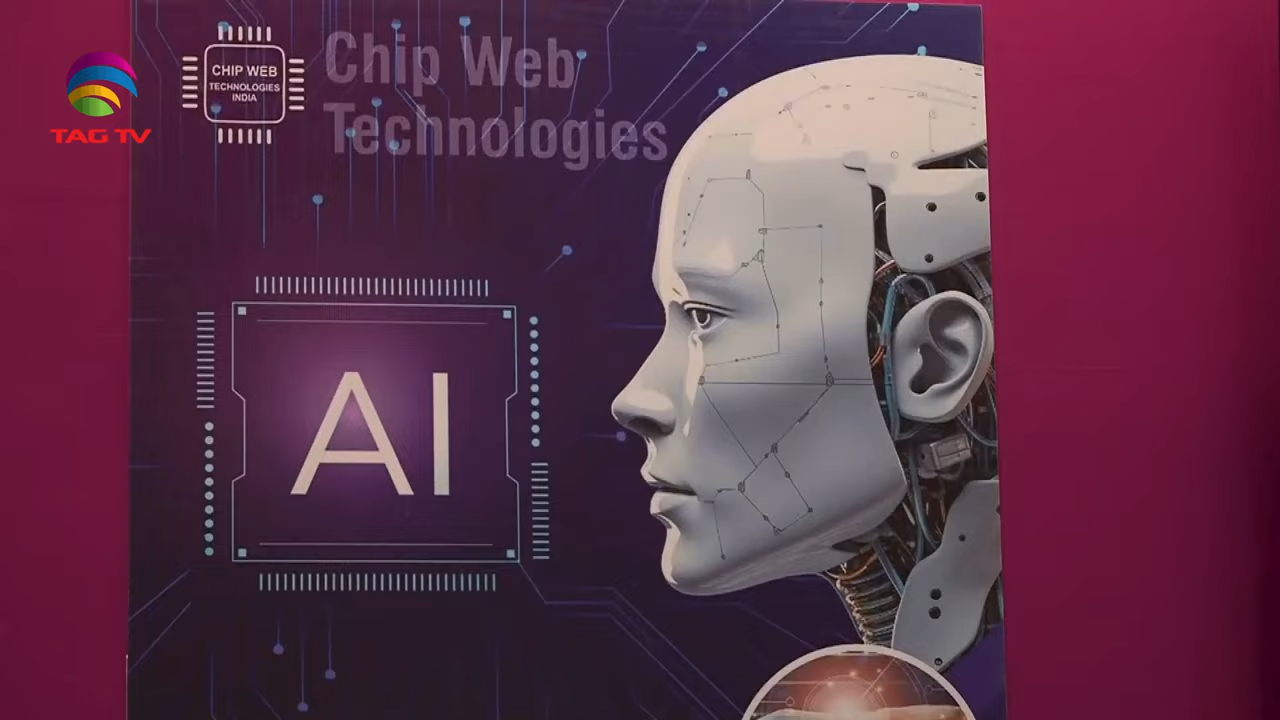 TAG TV
CHIP WEB
TECHNOLOGIES
INDIA
Chip Web
Technologies
AI